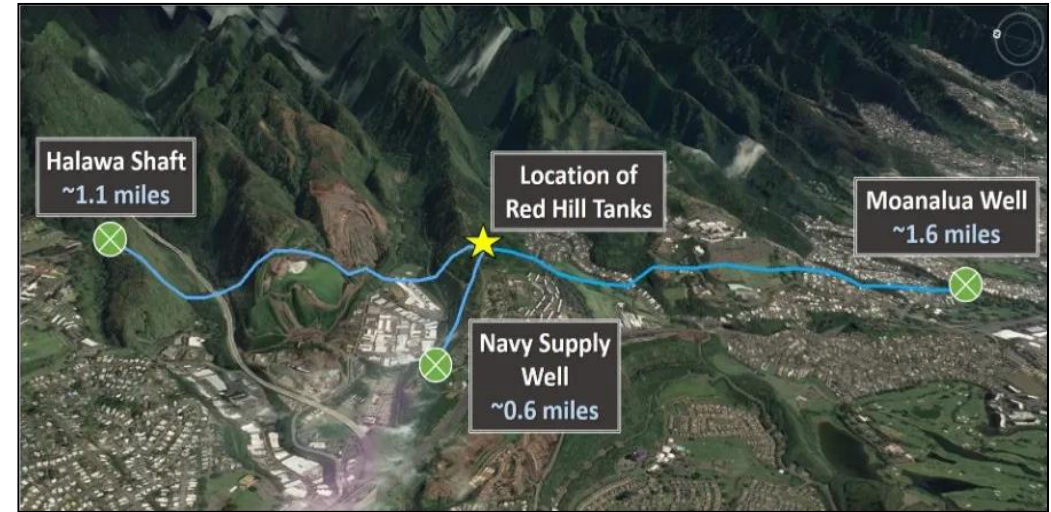 Halawa Shaft
~1.1 miles
Location of
Red Hill Tanks
Moanalua Well
~1.6 miles
Navy Supply
Well
~0.6 miles